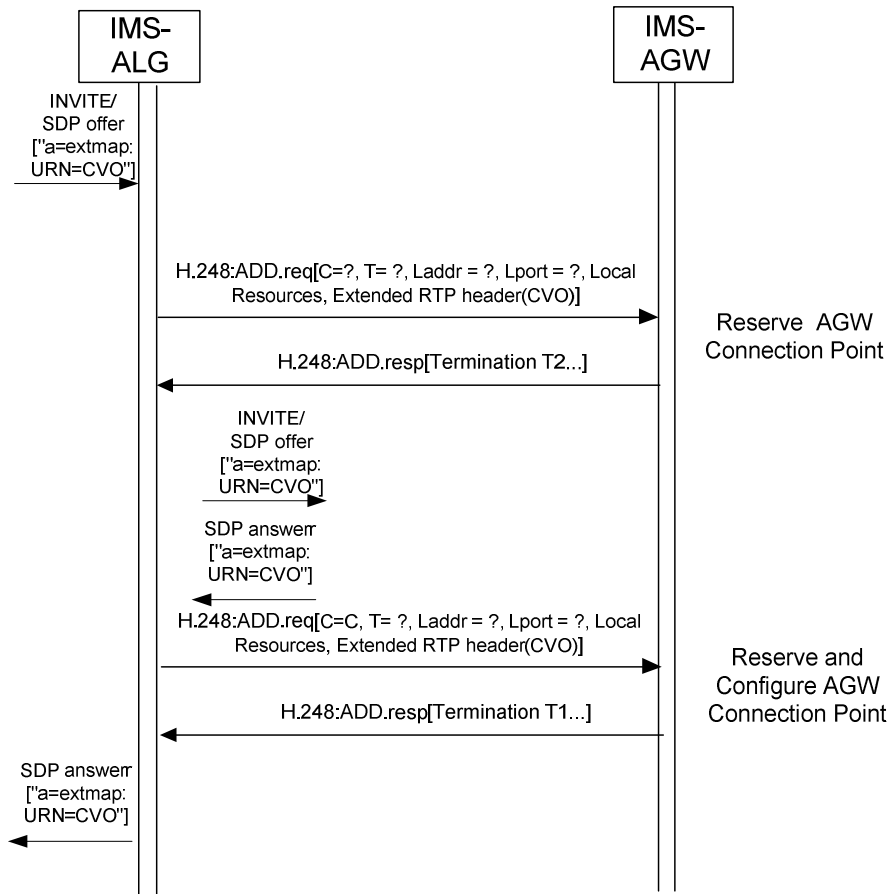 IMS-
ALG
IMS-
AGW
INVITE/
SDP offer
["a=extmap:
URN=CVO"]
H.248:ADD.req[C=?, T= ?, Laddr = ?, Lport = ?, Local
Resources, Extended RTP header(CVO)]
Reserve AGW
Connection Point
H.248:ADD.resp[Termination T2...]
INVITE/
SDP offer
["a=extmap:
URN=CVO"]
SDP answerr
["a=extmap:
URN=CVO"]
H.248:ADD.req[C=C, T= ?, Laddr = ?, Lport = ?, Local
Resources, Extended RTP header(CVO)]
Reserve and
Configure AGW
Connection Point
H.248:ADD.resp[Termination T1...]
SDP answerr
["a=extmap:
URN=CVO"]